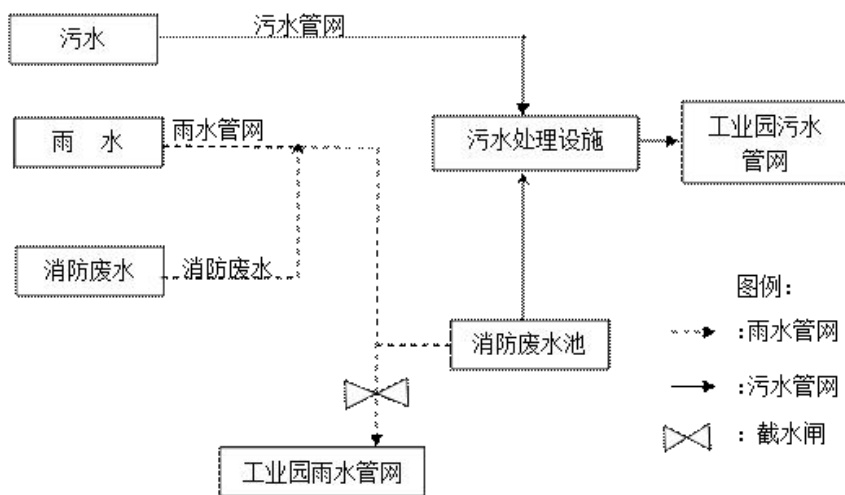 污水
污水管网
雨 水
雨水管网
污水处理设施
工业园污水
管网
消防废水
消防废水
图例：
消防废水池
：雨水管网
：污水管网
：截水闸
工业园雨水管网